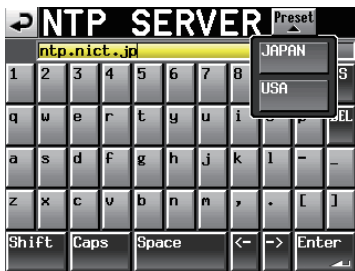 NTP SERVER Preset
ntp.nict.jp
JAPAN
USA
1 2 3 4 5 6 7 8 S
q w e r t y u i DEL
a s d f g h j k l - _
z x c v b n m , . [ ]
Shift Caps Space <- -> Enter